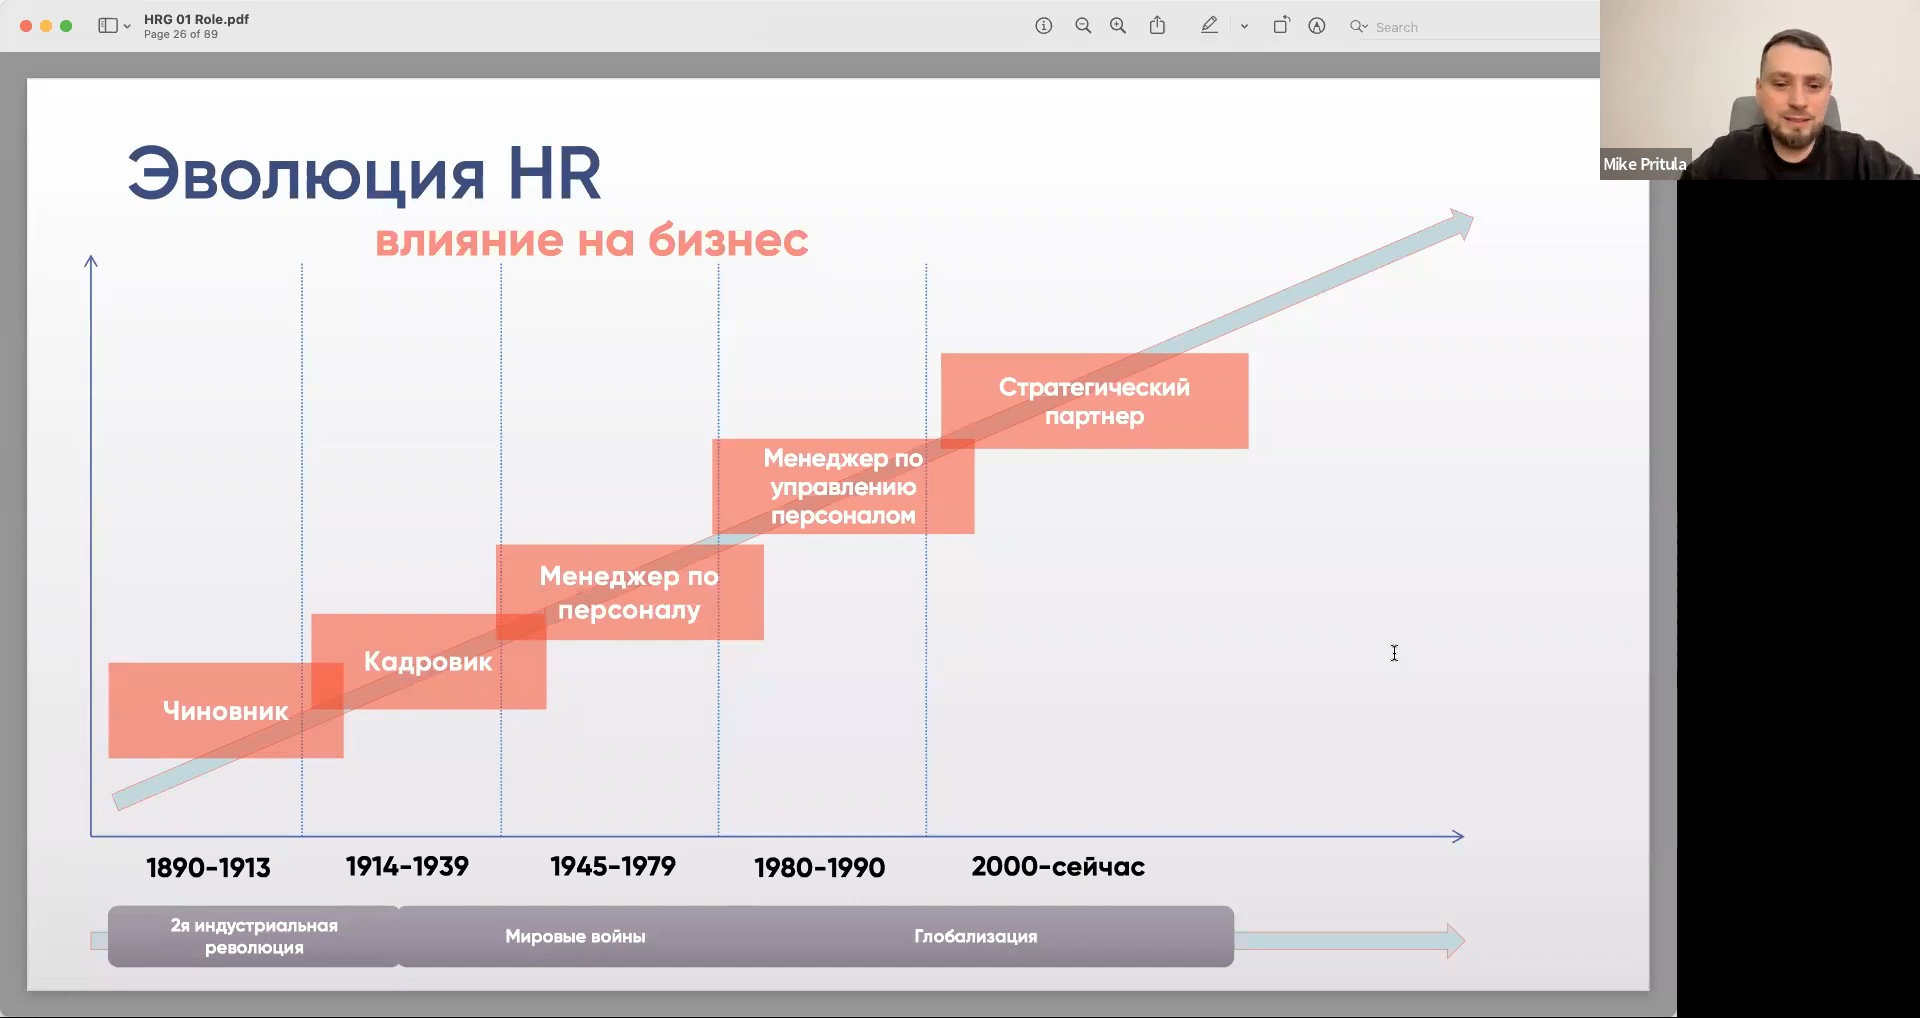 HRG 01 Role.pdf
Page 26 of 89
Search
Mike Pritula
Эволюция HR
влияние на бизнес
Стратегический
партнер
Менеджер по
управлению
персоналом
Менеджер по
персоналу
Кадровик
Чиновник
1890-1913
1914-1939
1945-1979
1980-1990
2000-сейчас
2я индустриальная
революция
Мировые войны
Глобализация